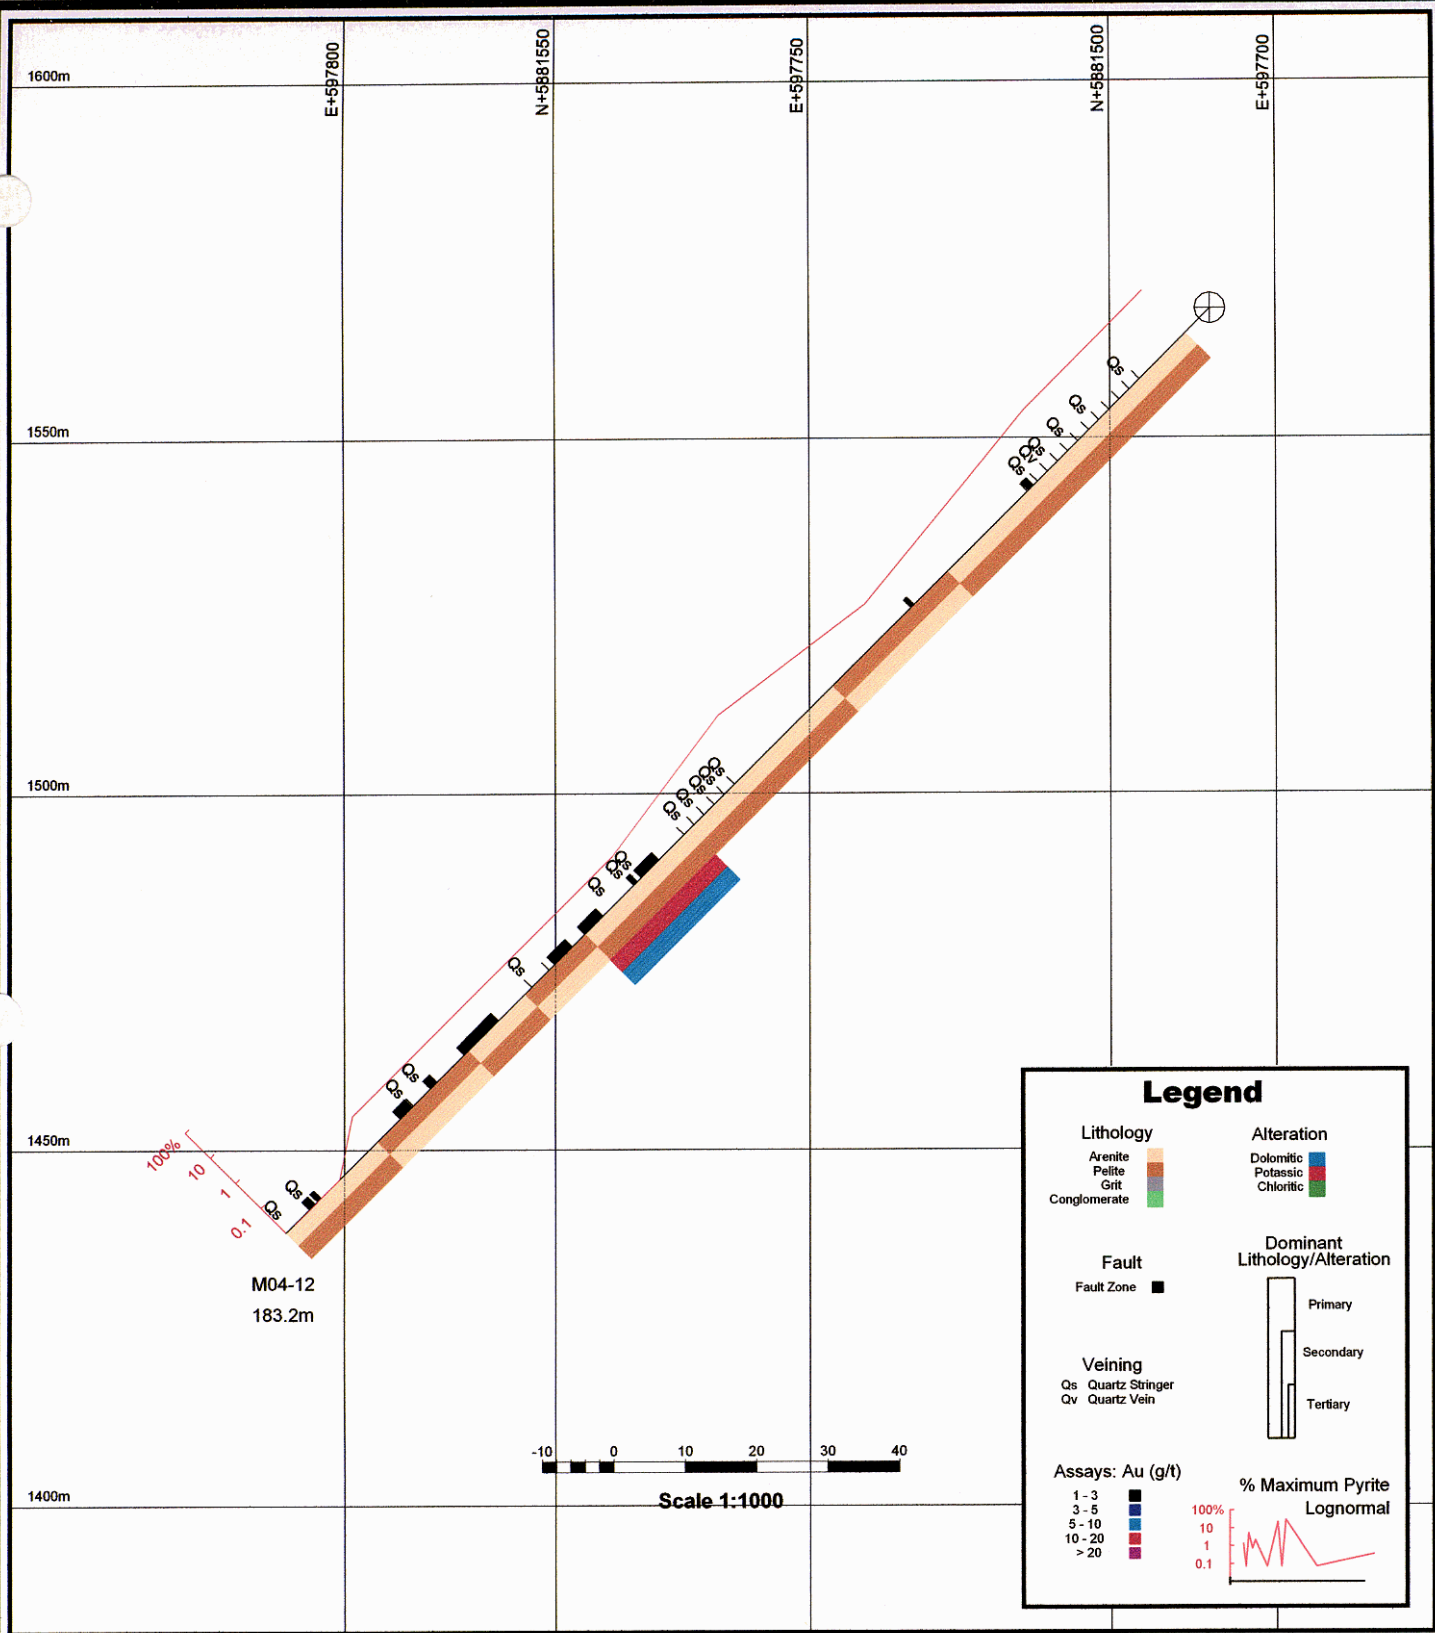 E+597800
N+5881550
E+597750
N+5881500
E+597700
1600m
1550m
1500m
1450m
1400m
Qs
Qs
Qs
Qs
Qv
Qs
Qs
Qs
Qs
Qs
Qs
Qs
Qs
Qs
Qs
Qs
Qs
Qs
Qs
100%
10
1
0.1
M04-12
183.2m
-10 0 10 20 30 40
Scale 1:1000
Legend
Lithology
Arenite
Pelite
Grit
Conglomerate
Alteration
Dolomitic
Potassic
Chloritic
Fault
Fault Zone
Dominant
Lithology/Alteration
Primary
Secondary
Tertiary
Veining
Qs Quartz Stringer
Qv Quartz Vein
Assays: Au (g/t)
1 - 3
3 - 5
5 - 10
10 - 20
> 20
% Maximum Pyrite
Lognormal
100%
10
1
0.1